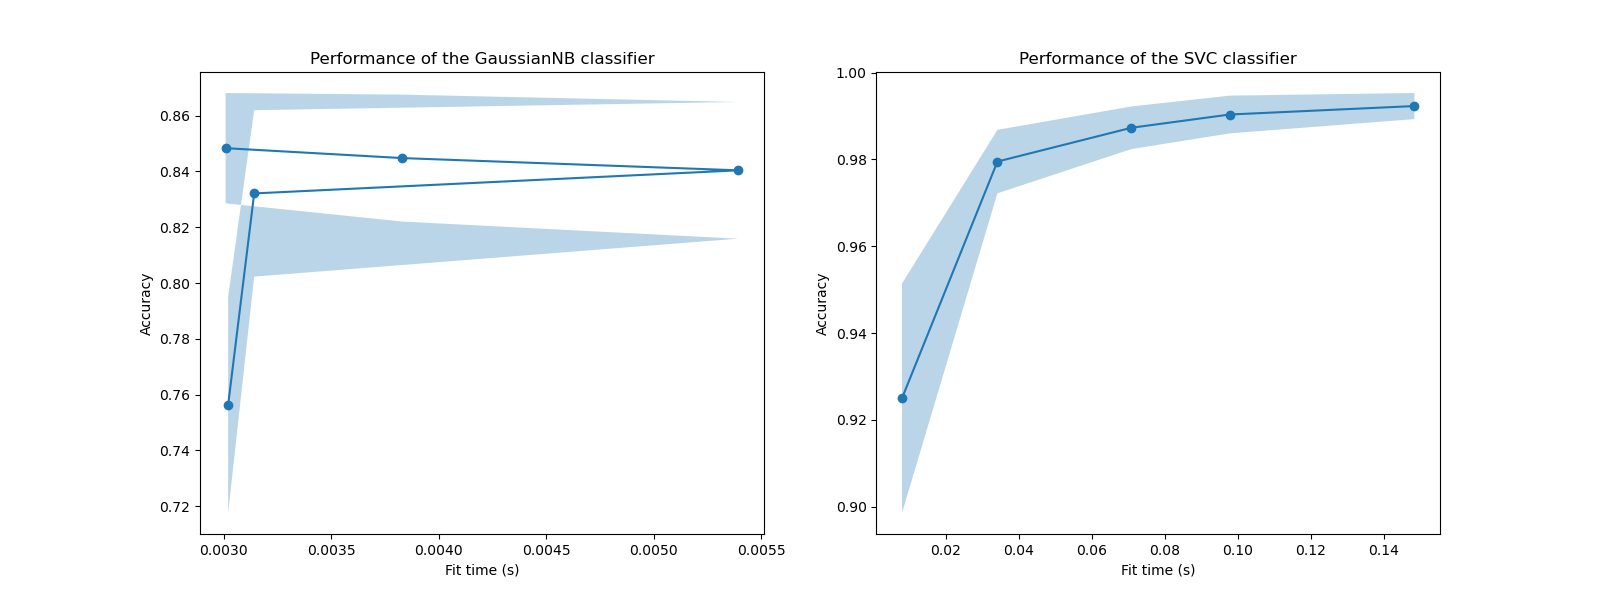 Performance of the GaussianNB classifier
0.86
0.84
0.82
0.80
0.78
0.76
0.74
0.72
Accuracy
0.0030 0.0035 0.0040 0.0045 0.0050 0.0055
Fit time (s)
Performance of the SVC classifier
1.00
0.98
0.96
0.94
0.92
0.90
Accuracy
0.02 0.04 0.06 0.08 0.10 0.12 0.14
Fit time (s)